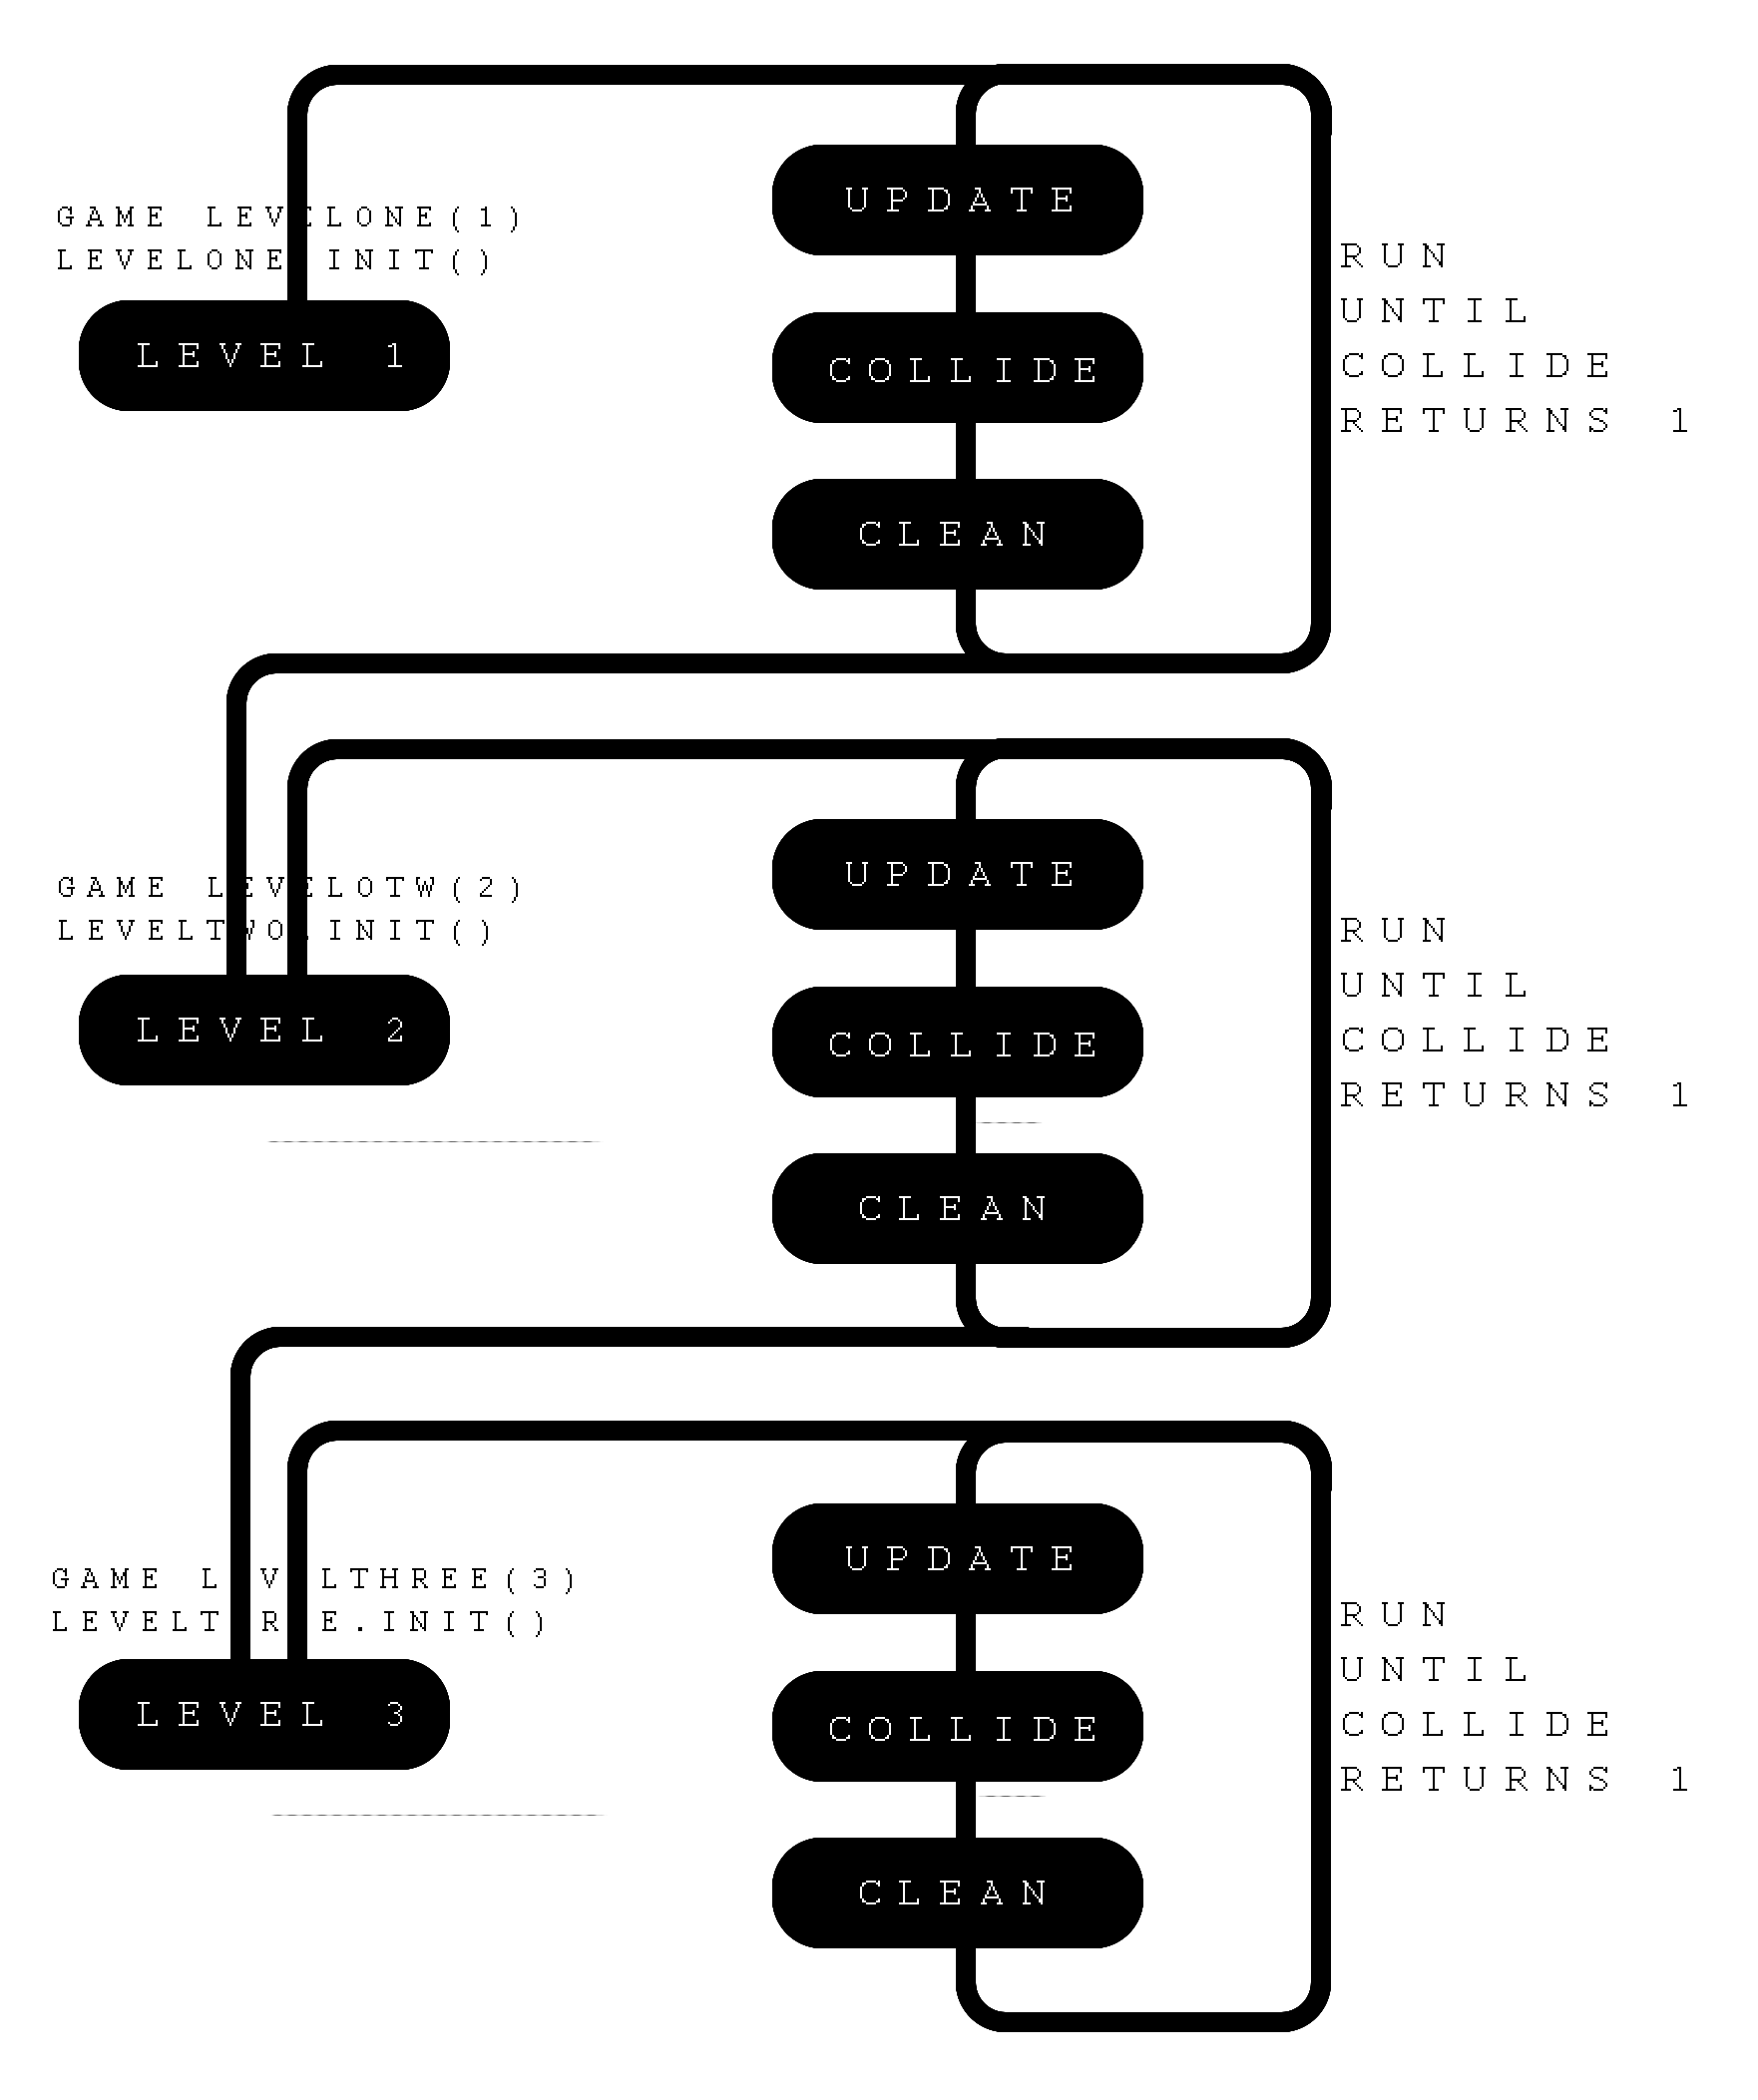 GAME LEVELONE(1)
LEVELONE.INIT()
LEVEL 1
UPDATE
COLLIDE
CLEAN
RUN
UNTIL
COLLIDE
RETURNS 1
GAME LEVELOTW(2)
LEVELTWO.INIT()
LEVEL 2
UPDATE
COLLIDE
CLEAN
RUN
UNTIL
COLLIDE
RETURNS 1
GAME LEVELTHREE(3)
LEVELTHREE.INIT()
LEVEL 3
UPDATE
COLLIDE
CLEAN
RUN
UNTIL
COLLIDE
RETURNS 1